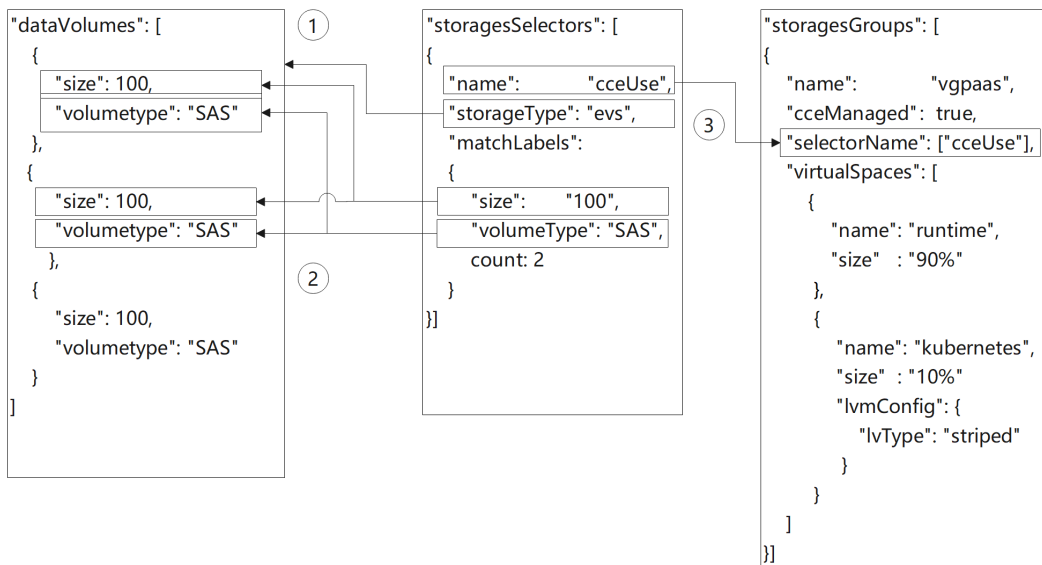 "dataVolumes": [
{
"size": 100,
"volumetype": "SAS"
},
{
"size": 100,
"volumetype": "SAS"
},
{
"size": 100,
"volumetype": "SAS"
}
]
1
2
"storagesSelectors": [
{
"name": "cceUse",
"storageType": "evs",
"matchLabels":
{
"size": "100",
"volumeType": "SAS",
count: 2
}
}]
3
"storagesGroups": [
{
"name": "vgpaas",
"cceManaged": true,
"selectorName": ["cceUse"],
"virtualSpaces": [
{
"name": "runtime",
"size" : "90%"
},
{
"name": "kubernetes",
"size" : "10%"
"lvmConfig": {
"lvType": "striped"
}
}
]
}]